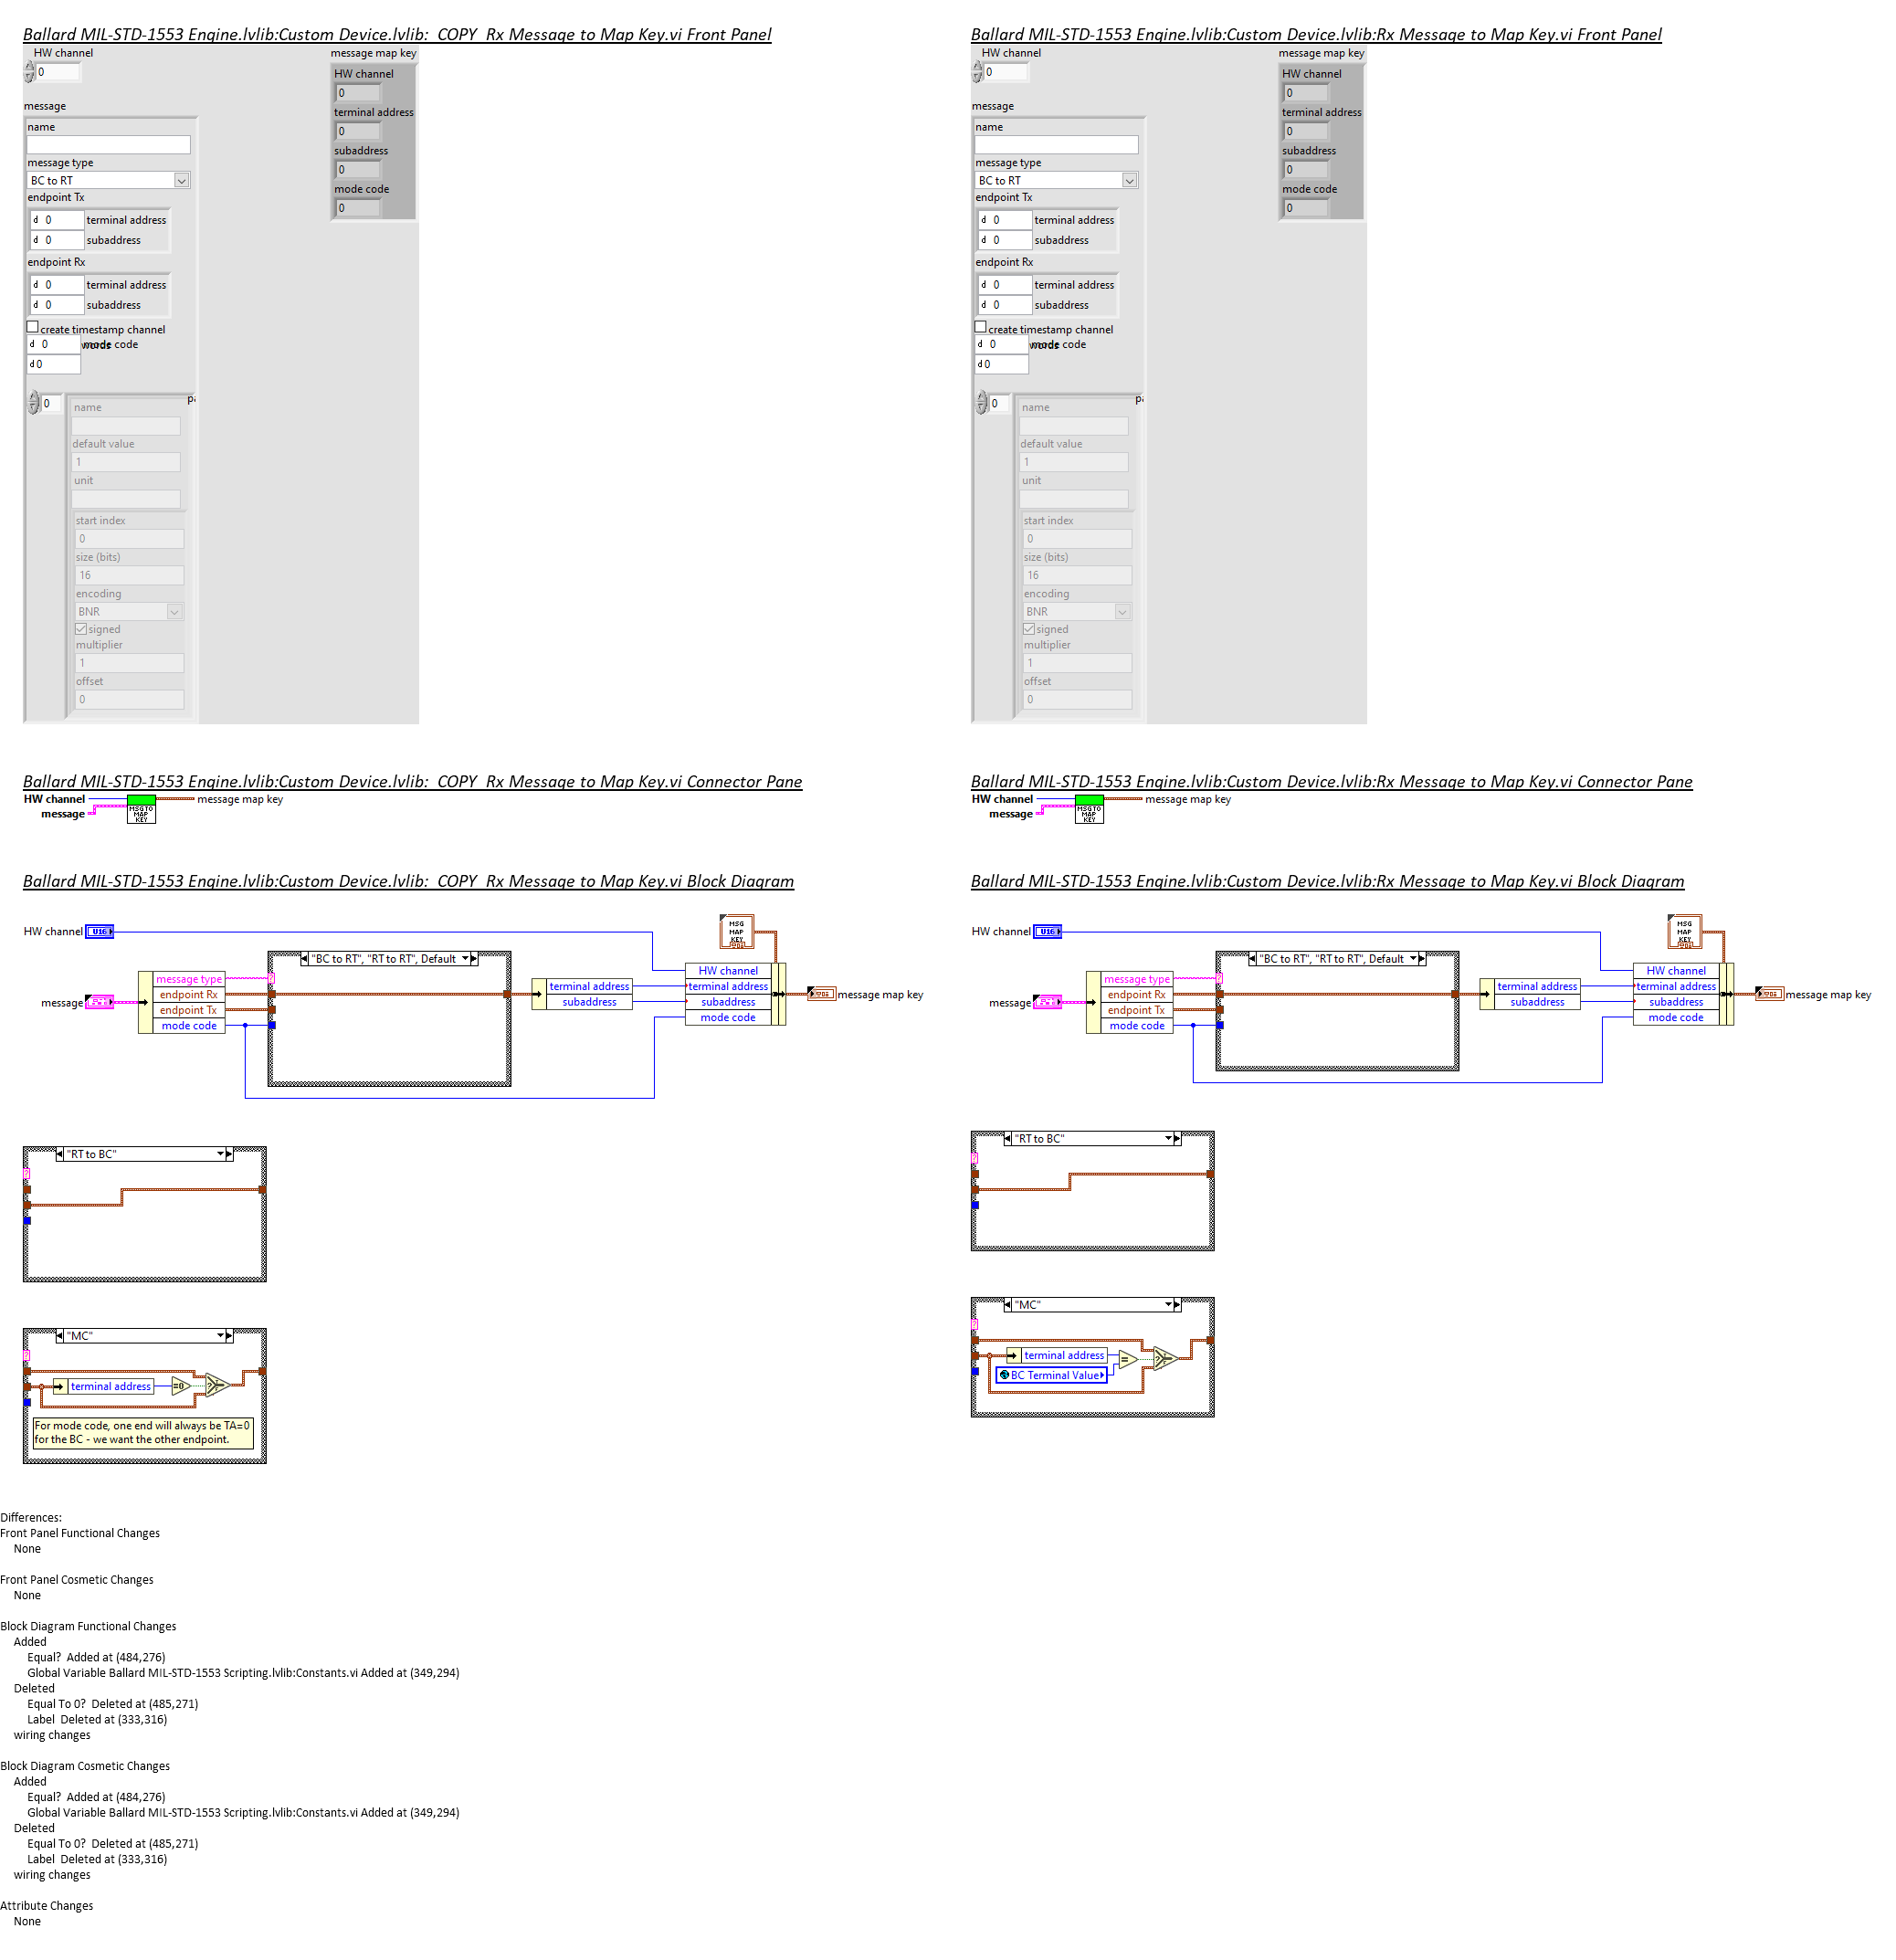 Ballard MIL-STD-1553 Engine.lvlib:Custom Device.lvlib:_COPY_Rx Message to Map Key.vi Front Panel
HW channel
0
message map key
HW channel
0
terminal address
0
subaddress
0
mode code
0
message
name
message type
BC to RT
endpoint Tx
d 0 terminal address
d 0 subaddress
endpoint Rx
d 0 terminal address
d 0 subaddress
create timestamp channel
d 0 words mode code
d 0
0
name
default value
1
unit
start index
0
size (bits)
16
encoding
BNR
signed
multiplier
1
offset
0
Ballard MIL-STD-1553 Engine.lvlib:Custom Device.lvlib:Rx Message to Map Key.vi Front Panel
HW channel
0
message map key
HW channel
0
terminal address
0
subaddress
0
mode code
0
message
name
message type
BC to RT
endpoint Tx
d 0 terminal address
d 0 subaddress
endpoint Rx
d 0 terminal address
d 0 subaddress
create timestamp channel
d 0 words mode code
d 0
0
name
default value
1
unit
start index
0
size (bits)
16
encoding
BNR
signed
multiplier
1
offset
0
Ballard MIL-STD-1553 Engine.lvlib:Custom Device.lvlib:_COPY_Rx Message to Map Key.vi Connector Pane
HW channel
message
MSG TO
MAP
KEY
message map key
Ballard MIL-STD-1553 Engine.lvlib:Custom Device.lvlib:Rx Message to Map Key.vi Connector Pane
HW channel
message
MSG TO
MAP
KEY
message map key
Ballard MIL-STD-1553 Engine.lvlib:Custom Device.lvlib:_COPY_Rx Message to Map Key.vi Block Diagram
HW channel U16
MSG
MAP
KEY
"BC to RT", "RT to RT", Default
message
message type
endpoint Rx
endpoint Tx
mode code
terminal address
subaddress
HW channel
terminal address
subaddress
mode code
message map key
"RT to BC"
"MC"
terminal address
=0
For mode code, one end will always be TA=0
for the BC - we want the other endpoint.
Ballard MIL-STD-1553 Engine.lvlib:Custom Device.lvlib:Rx Message to Map Key.vi Block Diagram
HW channel U16
MSG
MAP
KEY
"BC to RT", "RT to RT", Default
message
message type
endpoint Rx
endpoint Tx
mode code
terminal address
subaddress
HW channel
terminal address
subaddress
mode code
message map key
"RT to BC"
"MC"
terminal address
BC Terminal Value
=
Differences:
Front Panel Functional Changes
None
Front Panel Cosmetic Changes
None
Block Diagram Functional Changes
Added
Equal? Added at (484,276)
Global Variable Ballard MIL-STD-1553 Scripting.lvlib:Constants.vi Added at (349,294)
Deleted
Equal To 0? Deleted at (485,271)
Label Deleted at (333,316)
wiring changes
Block Diagram Cosmetic Changes
Added
Equal? Added at (484,276)
Global Variable Ballard MIL-STD-1553 Scripting.lvlib:Constants.vi Added at (349,294)
Deleted
Equal To 0? Deleted at (485,271)
Label Deleted at (333,316)
wiring changes
Attribute Changes
None